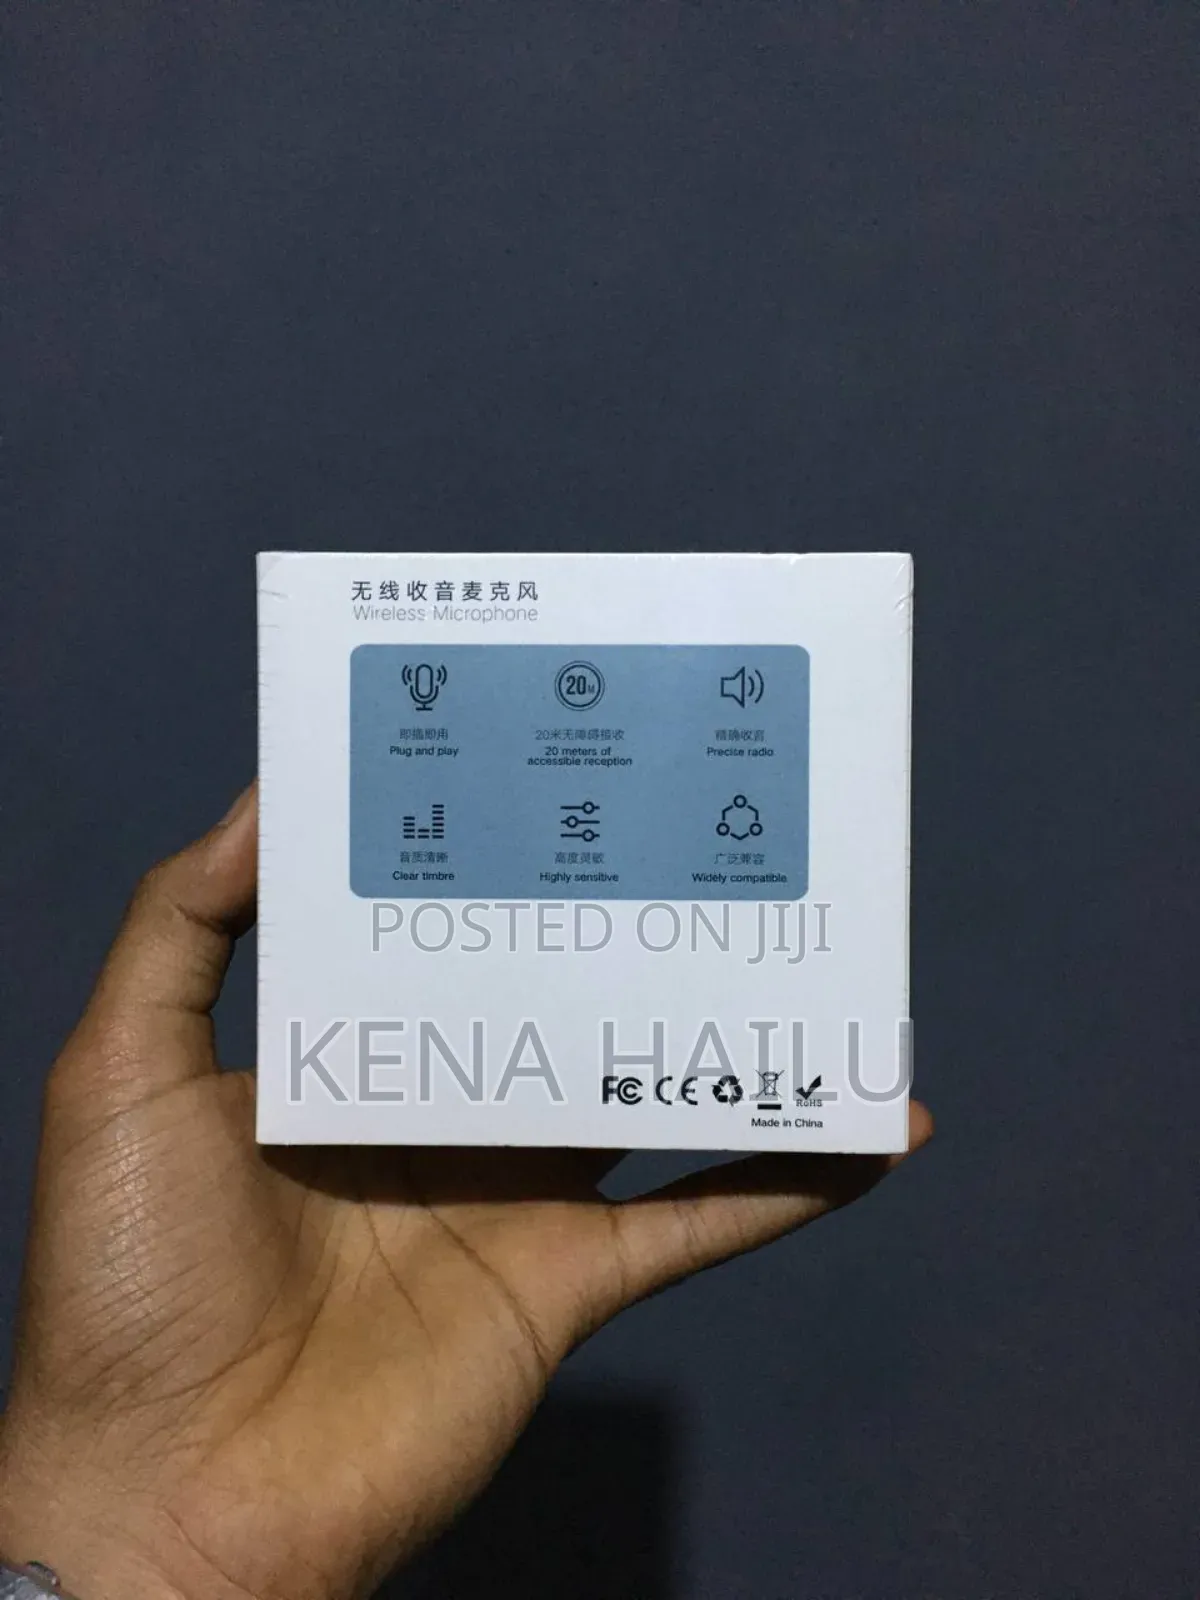 无线收音麦克风
Wireless Microphone
20M
即插即用
Plug and play
20米无障碍接收
20 meters of
accessible reception
精确收音
Precise radio
音质清晰
Clear timbre
高度灵敏
Highly sensitive
广泛兼容
Widely compatible
POSTED ON JIJI
KENA HAILU
FC CE
RoHS
Made in China